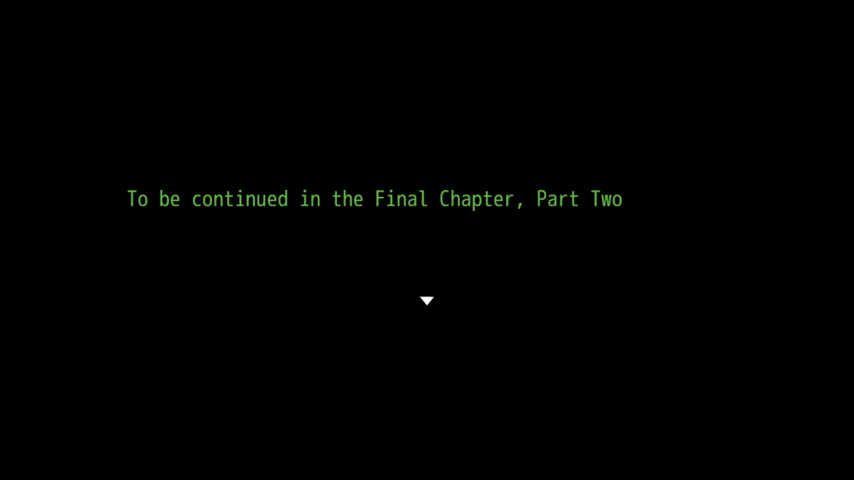 To be continued in the Final Chapter, Part Two